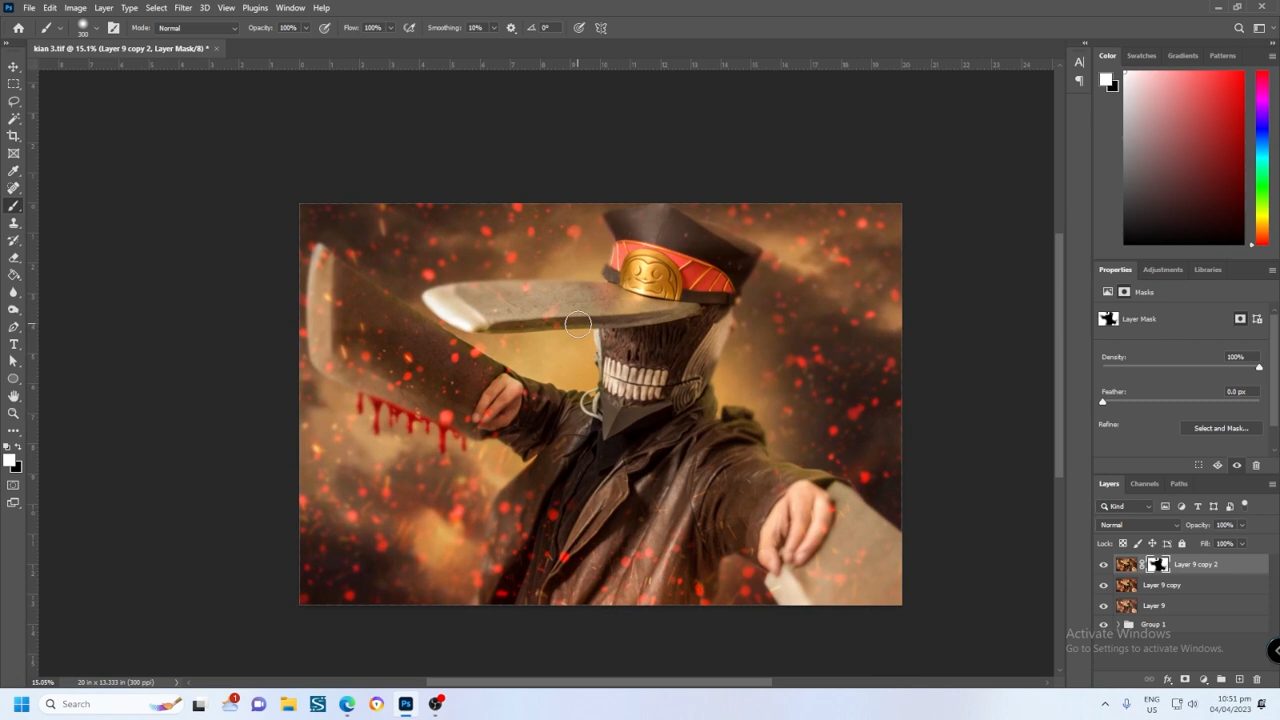 File Edit Image Layer Type Select Filter 3D View Plugins Window Help
300 Mode: Normal Opacity: 100% Flow: 100% Smoothing: 10% 0°
kian 3.tif @ 15.1% (Layer 9 copy 2, Layer Mask/8) *
Color Swatches Gradients Patterns
Properties Adjustments Libraries
Masks
Layer Mask
Density: 100%
Feather: 0.0 px
Refine: Select and Mask...
Layers Channels Paths
Kind
Normal Opacity: 100%
Lock: Fill: 100%
Layer 9 copy 2
Layer 9 copy
Layer 9
Group 1
Activate Windows
Go to Settings to activate Windows.
15.05% 20 in x 13.333 in (300 ppi)
Search
1
ENG
US
10:51 pm
04/04/2023